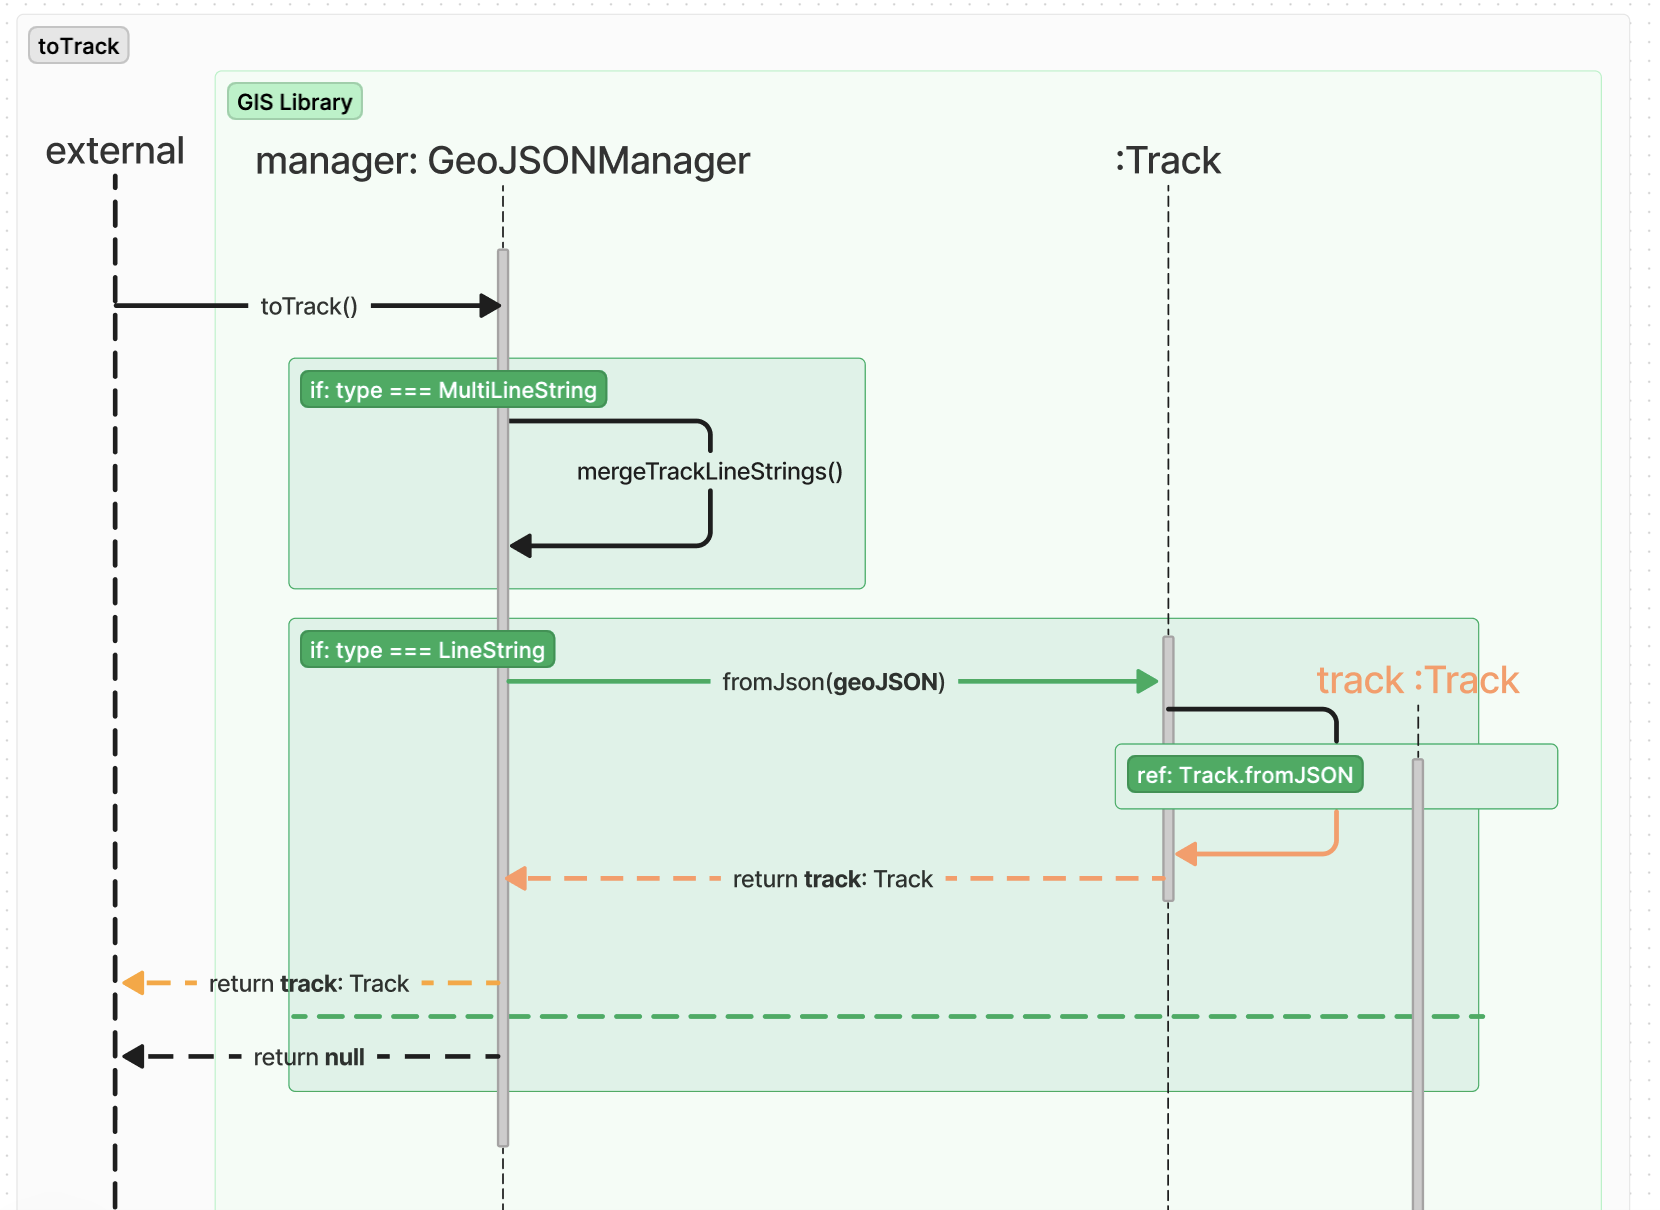 toTrack
GIS Library
external
manager: GeoJSONManager
:Track
toTrack()
if: type === MultiLineString
mergeTrackLineStrings()
if: type === LineString
fromJson(geoJSON)
track :Track
ref: Track.fromJSON
return track: Track
return track: Track
return null